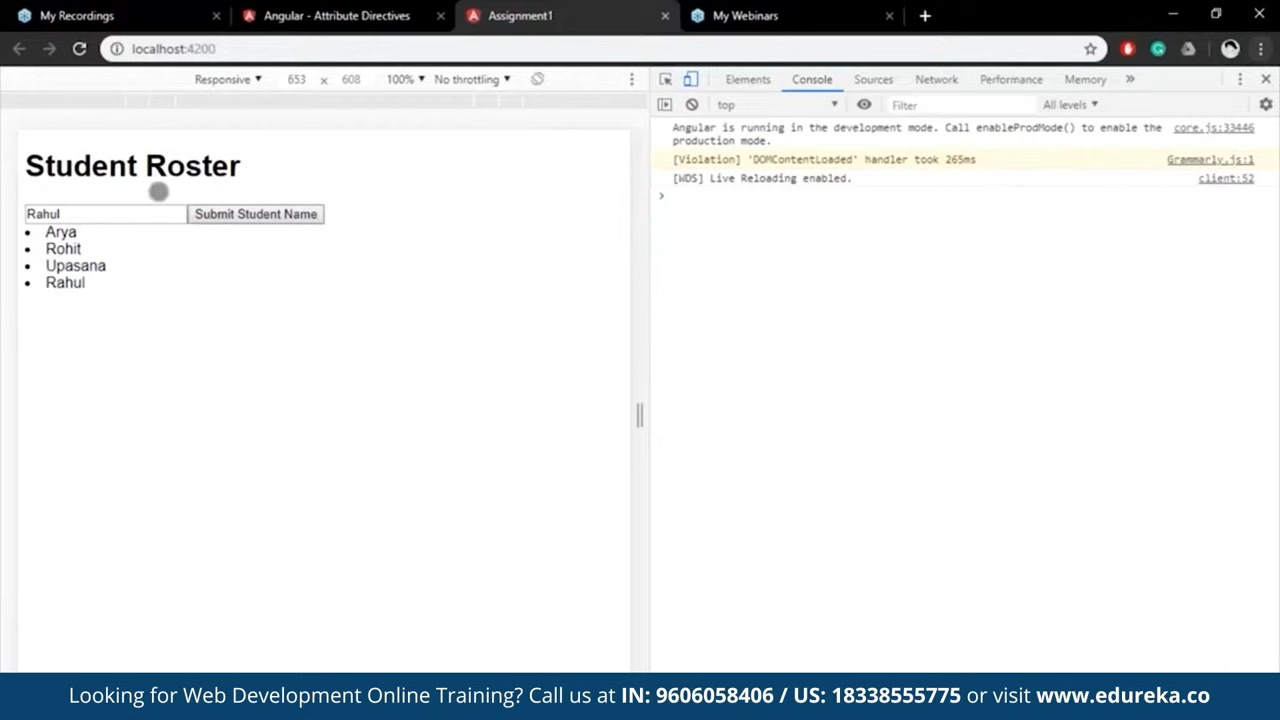 My Recordings
Angular - Attribute Directives
Assignment1
My Webinars
localhost:4200
Responsive
653 x 608
100%
No throttling
Elements
Console
Sources
Network
Performance
Memory
top
Filter
All levels
Angular is running in the development mode. Call enableProdMode() to enable the production mode.
core.js:33446
[Violation] 'DOMContentLoaded' handler took 265ms
Grammarly.js:1
[WDS] Live Reloading enabled.
client:52
Student Roster
Rahul
Submit Student Name
Arya
Rohit
Upasana
Rahul
Looking for Web Development Online Training? Call us at IN: 9606058406 / US: 18338555775 or visit www.edureka.co